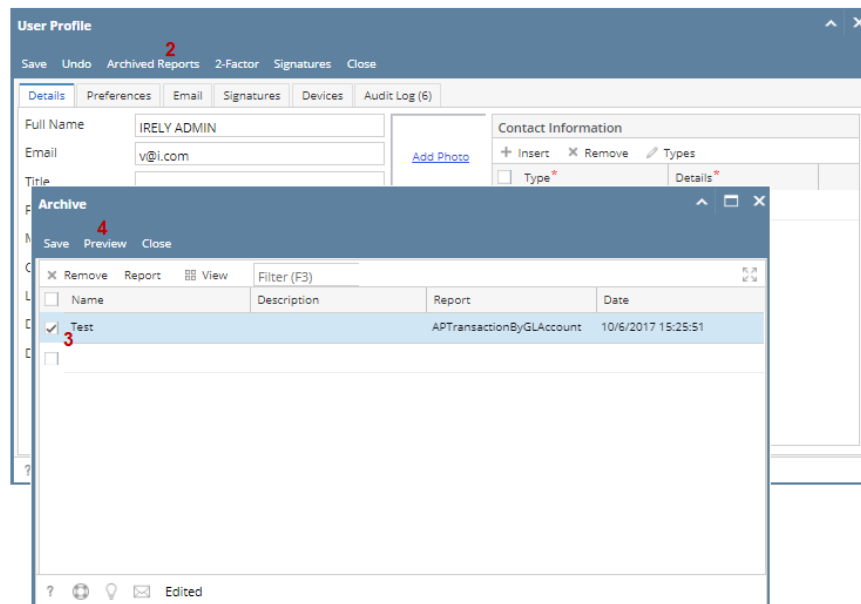 User Profile
2
Save Undo Archived Reports 2-Factor Signatures Close
Details Preferences Email Signatures Devices Audit Log (6)
Full Name IRELY ADMIN
Contact Information
Email v@i.com
Add Photo
+ Insert Remove Types
Title
Type* Details*
Archive
4
Save Preview Close
Remove Report View Filter (F3)
Name Description Report Date
Test APTransactionByGLAccount 10/6/2017 15:25:51
3
? Edited